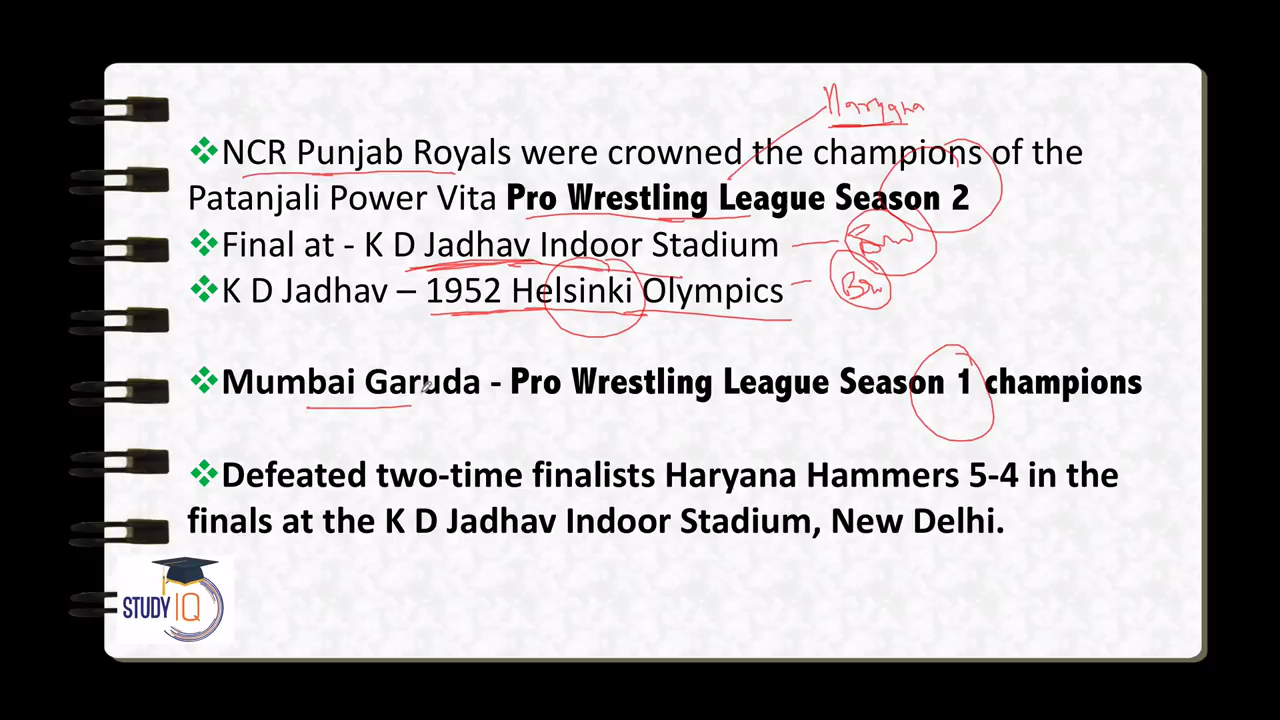 Haryana
❖NCR Punjab Royals were crowned the champions of the
Patanjali Power Vita Pro Wrestling League Season 2
❖Final at - K D Jadhav Indoor Stadium
❖K D Jadhav – 1952 Helsinki Olympics
❖Mumbai Garuda - Pro Wrestling League Season 1 champions
❖Defeated two-time finalists Haryana Hammers 5-4 in the
finals at the K D Jadhav Indoor Stadium, New Delhi.
STUDY IQ